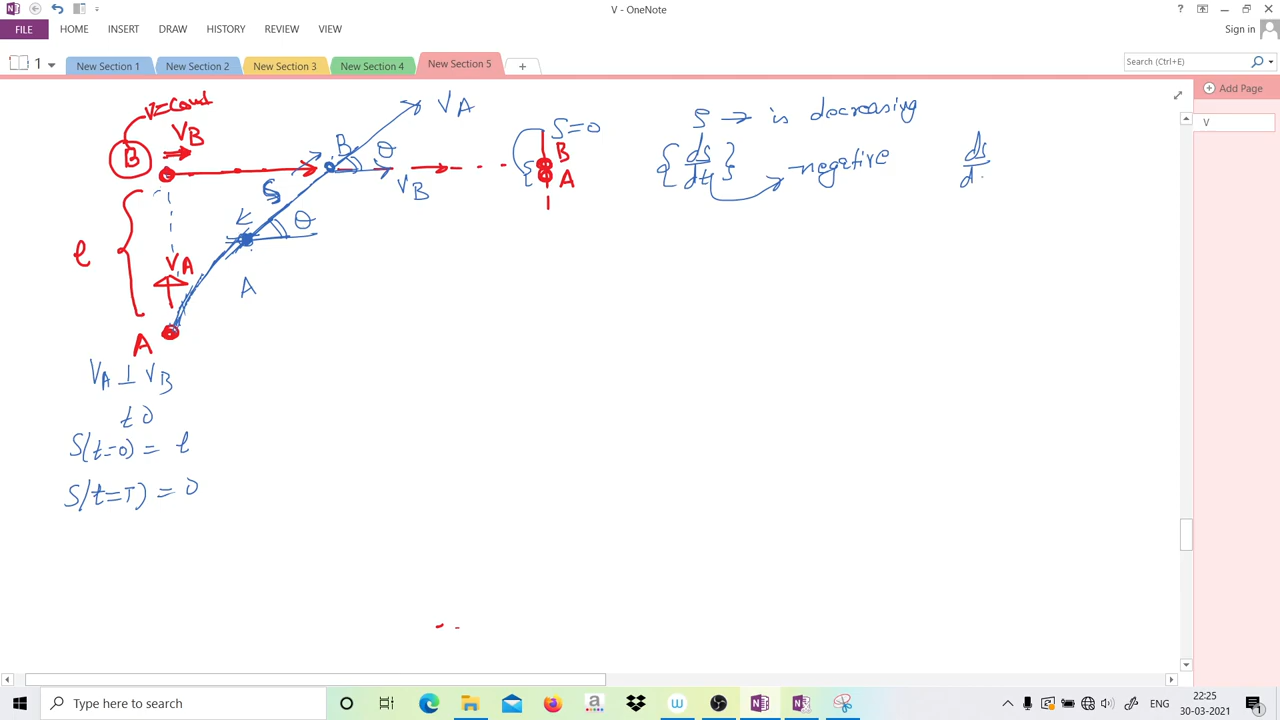 V - OneNote
Sign in
FILE HOME INSERT DRAW HISTORY REVIEW VIEW
1 New Section 1 New Section 2 New Section 3 New Section 4 New Section 5
Search (Ctrl+E)
Add Page
V
V=Const
VB
B
VA
B
θ
VB
S
θ
l
VA
A
A
S=0
B
A
S → is decreasing
{ds/dt} → negative
ds
d
VA ⊥ VB
t 0
S(t=0) = l
S(t=T) = 0
Type here to search
ENG
22:25
30-03-2021